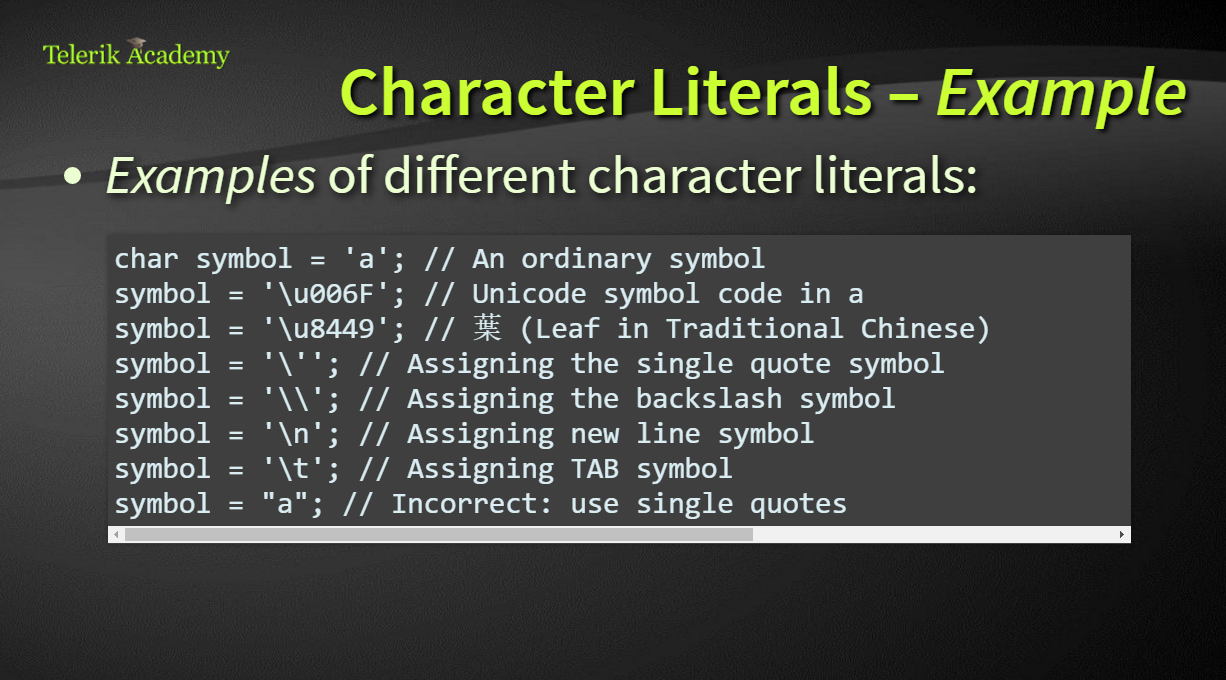 Telerik Academy
Character Literals – Example
• Examples of different character literals:
char symbol = 'a'; // An ordinary symbol
symbol = '\u006F'; // Unicode symbol code in a
symbol = '\u8449'; // 葉 (Leaf in Traditional Chinese)
symbol = '\''; // Assigning the single quote symbol
symbol = '\\'; // Assigning the backslash symbol
symbol = '\n'; // Assigning new line symbol
symbol = '\t'; // Assigning TAB symbol
symbol = "a"; // Incorrect: use single quotes